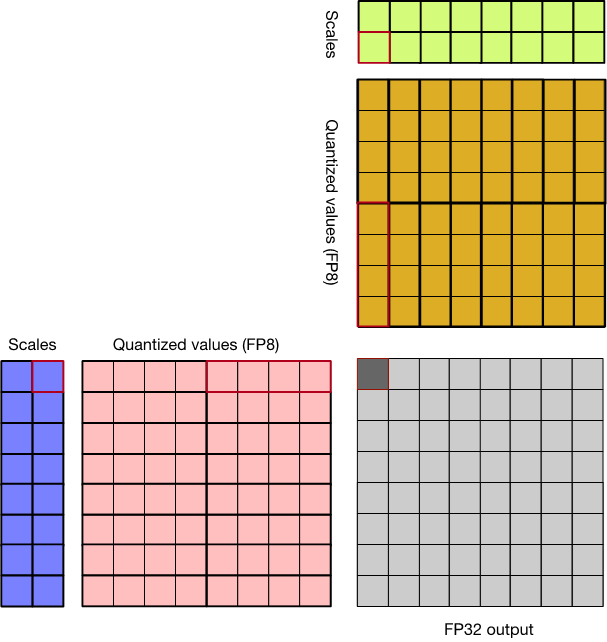 Scales
Quantized values (FP8)
Scales
Quantized values (FP8)
FP32 output